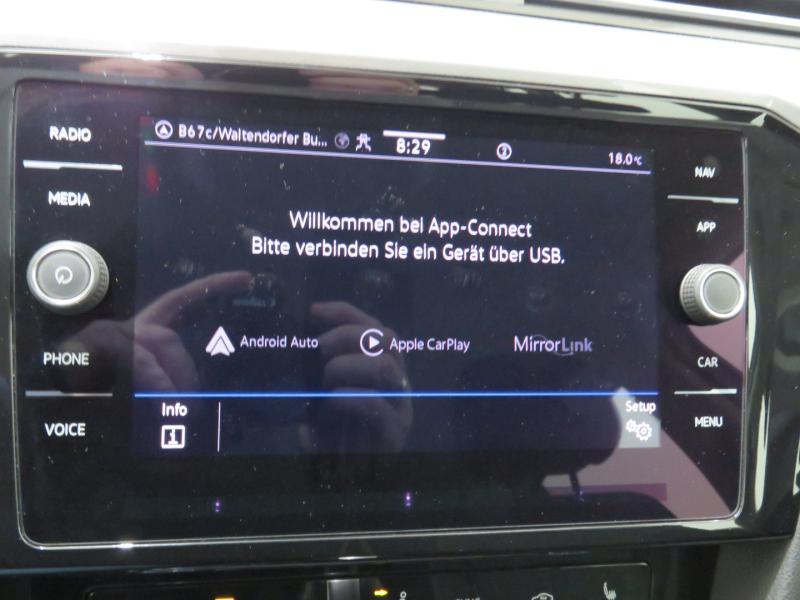 RADIO
MEDIA
PHONE
VOICE
B67c/Waltendorfer Bu... 8:29 2 18.0°C
Willkommen bei App-Connect
Bitte verbinden Sie ein Gerät über USB.
Android Auto Apple CarPlay MirrorLink
Info Setup
NAV
APP
CAR
MENU